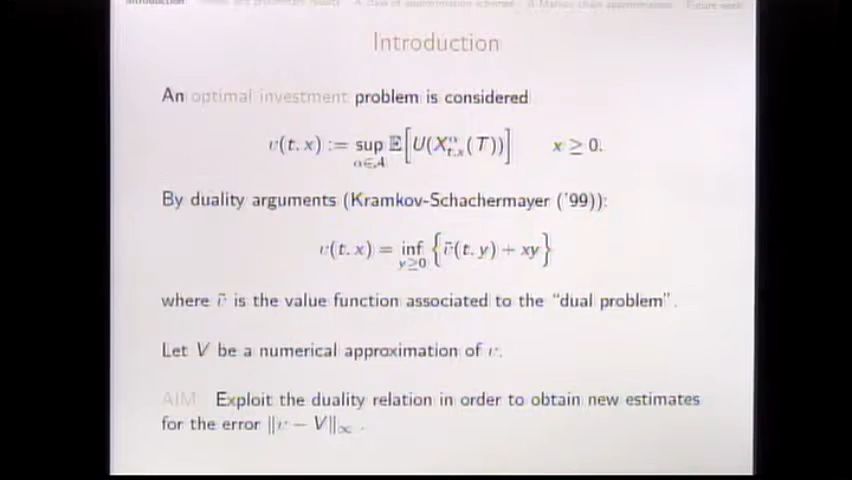 Introduction
An optimal investment problem is considered
v(t, x) := sup_{α∈A} 𝔼[U(X^α_{t,x}(T))] x ≥ 0.
By duality arguments (Kramkov-Schachermayer ('99)):
v(t, x) = inf_{y≥0} {ṽ(t, y) + xy}
where ṽ is the value function associated to the "dual problem".
Let V be a numerical approximation of v.
AIM Exploit the duality relation in order to obtain new estimates
for the error ‖v − V‖_∞ .